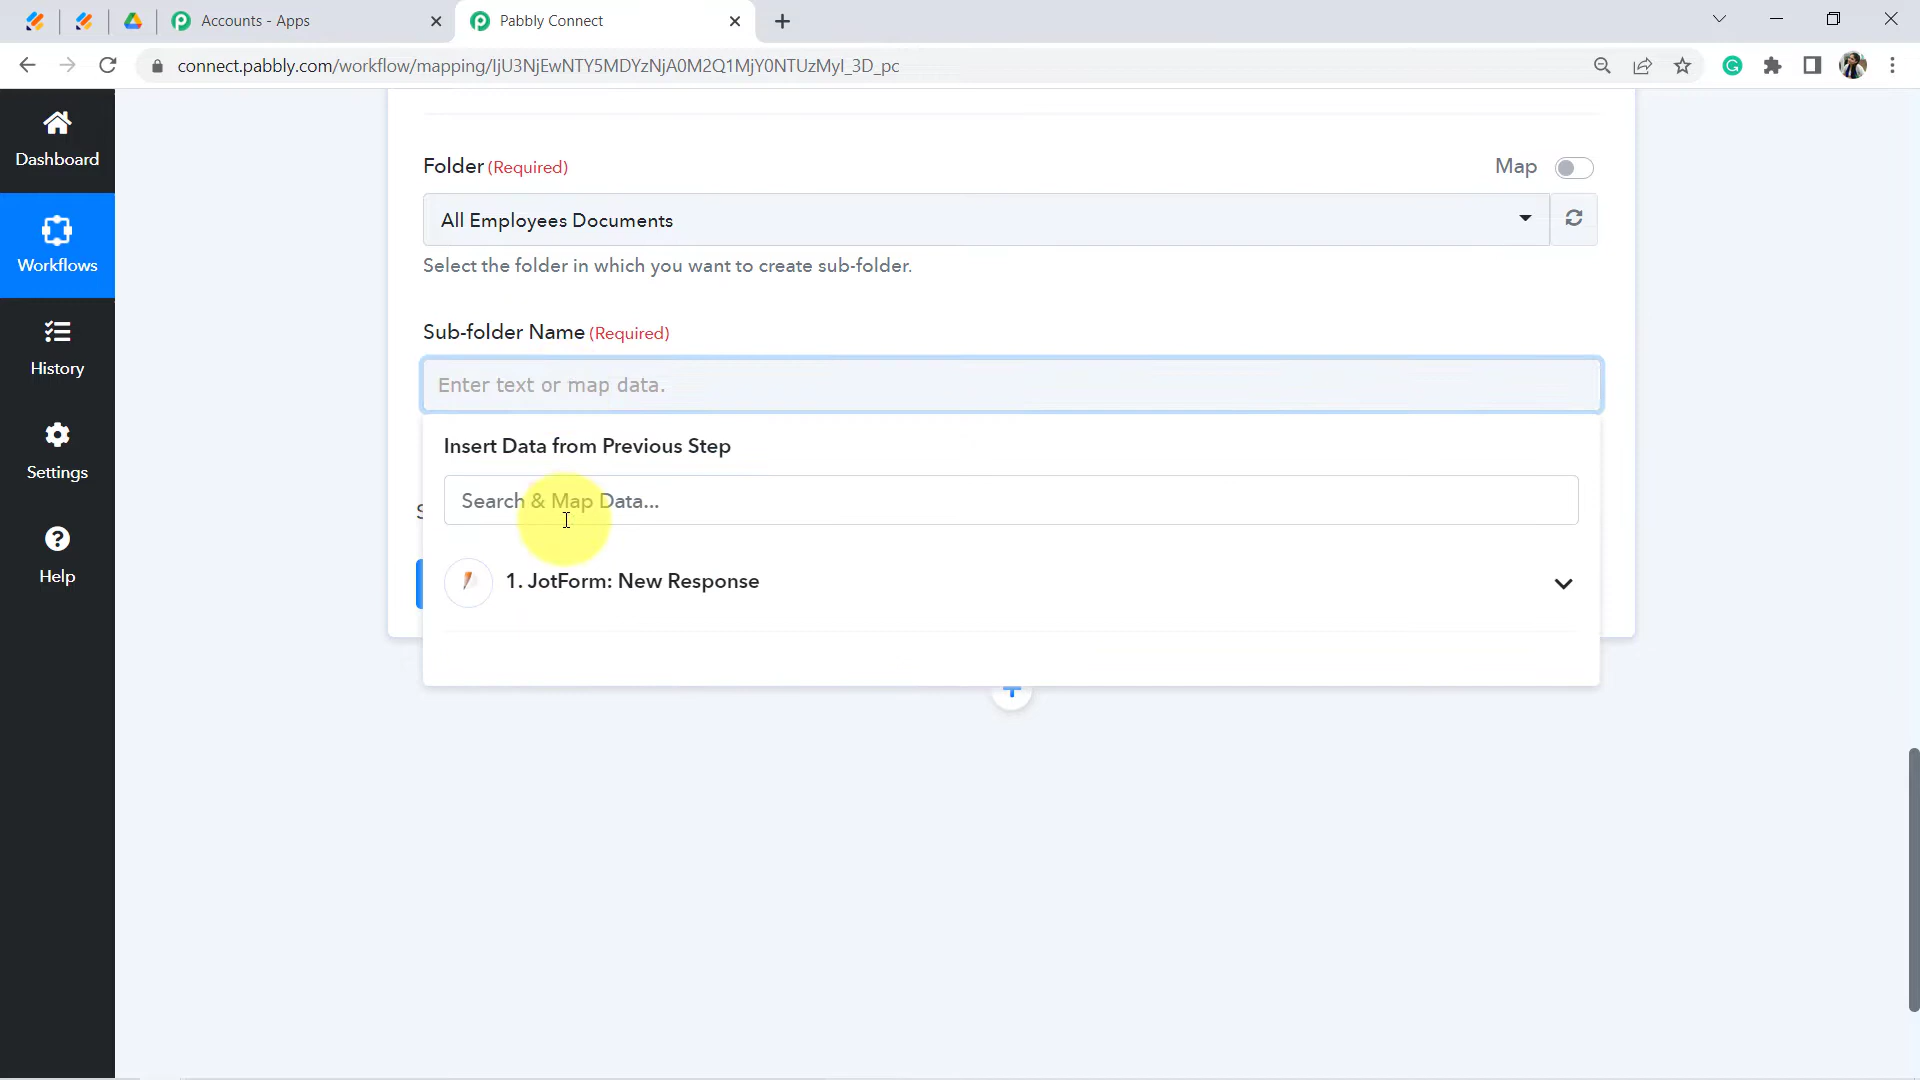 Accounts - Apps
Pabbly Connect
connect.pabbly.com/workflow/mapping/IjU3NjEwNTY5MDYzNjA0M2Q1MjY0NTUzMyI_3D_pc
Dashboard
Workflows
History
Settings
Help
Folder (Required)
Map
All Employees Documents
Select the folder in which you want to create sub-folder.
Sub-folder Name (Required)
Enter text or map data.
Insert Data from Previous Step
Search & Map Data...
S
1. JotForm: New Response